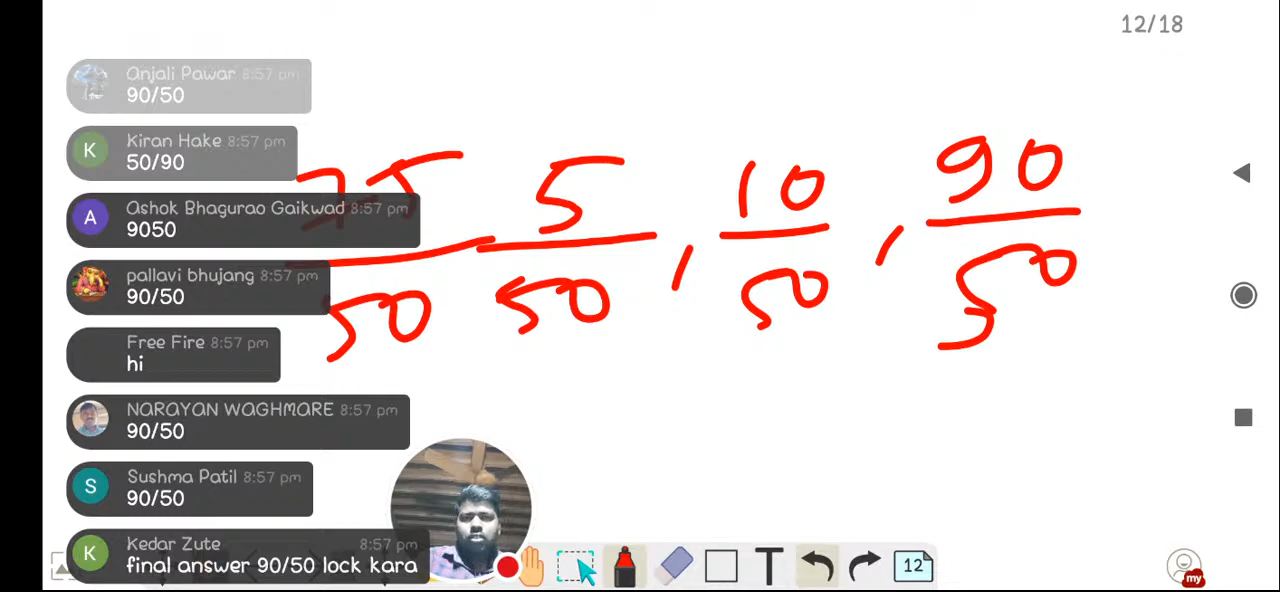 12/18
Anjali Pawar 8:57 pm
90/50
Kiran Hake 8:57 pm
50/90
Ashok Bhagurao Gaikwad 8:57 pm
9050
pallavi bhujang 8:57 pm
90/50
Free Fire 8:57 pm
hi
NARAYAN WAGHMARE 8:57 pm
90/50
Sushma Patil 8:57 pm
90/50
Kedar Zute 8:57 pm
final answer 90/50 lock kara
75 5 10 90
50 50 , 50 , 50
T 12
my